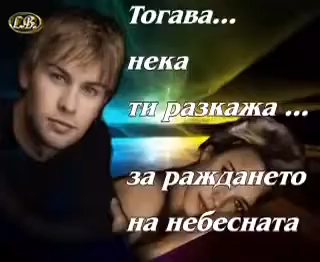 L.B.
Тогава...
нека
ти разкажа ...
за раждането
на небесната